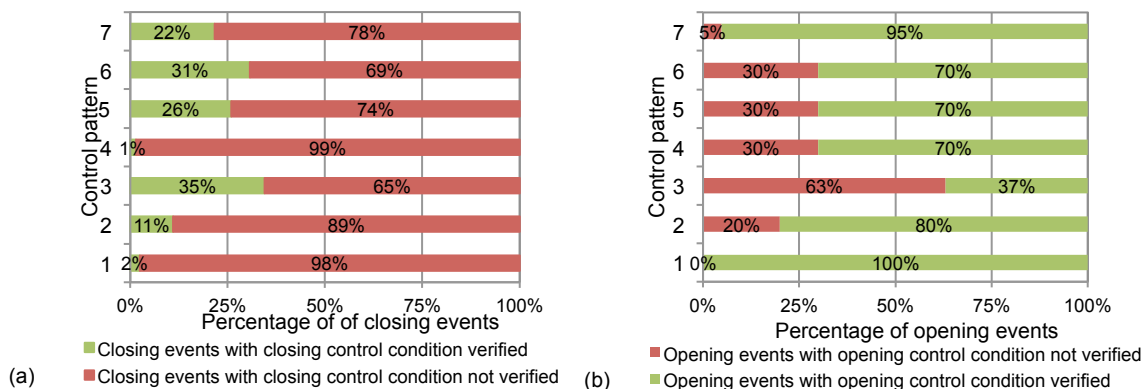 Control pattern
7 22% 78%
6 31% 69%
5 26% 74%
4 1% 99%
3 35% 65%
2 11% 89%
1 2% 98%
0% 25% 50% 75% 100%
Percentage of of closing events
Closing events with closing control condition verified
(a) Closing events with closing control condition not verified
Control pattern
7 5% 95%
6 30% 70%
5 30% 70%
4 30% 70%
3 63% 37%
2 20% 80%
1 0% 100%
0% 25% 50% 75% 100%
Percentage of opening events
Opening events with opening control condition not verified
(b) Opening events with opening control condition verified